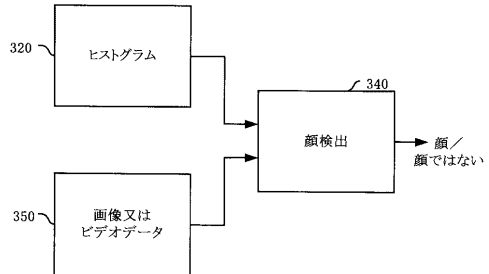 320
ヒストグラム
340
顔検出
顔／
顔ではない
350
画像又は
ビデオデータ